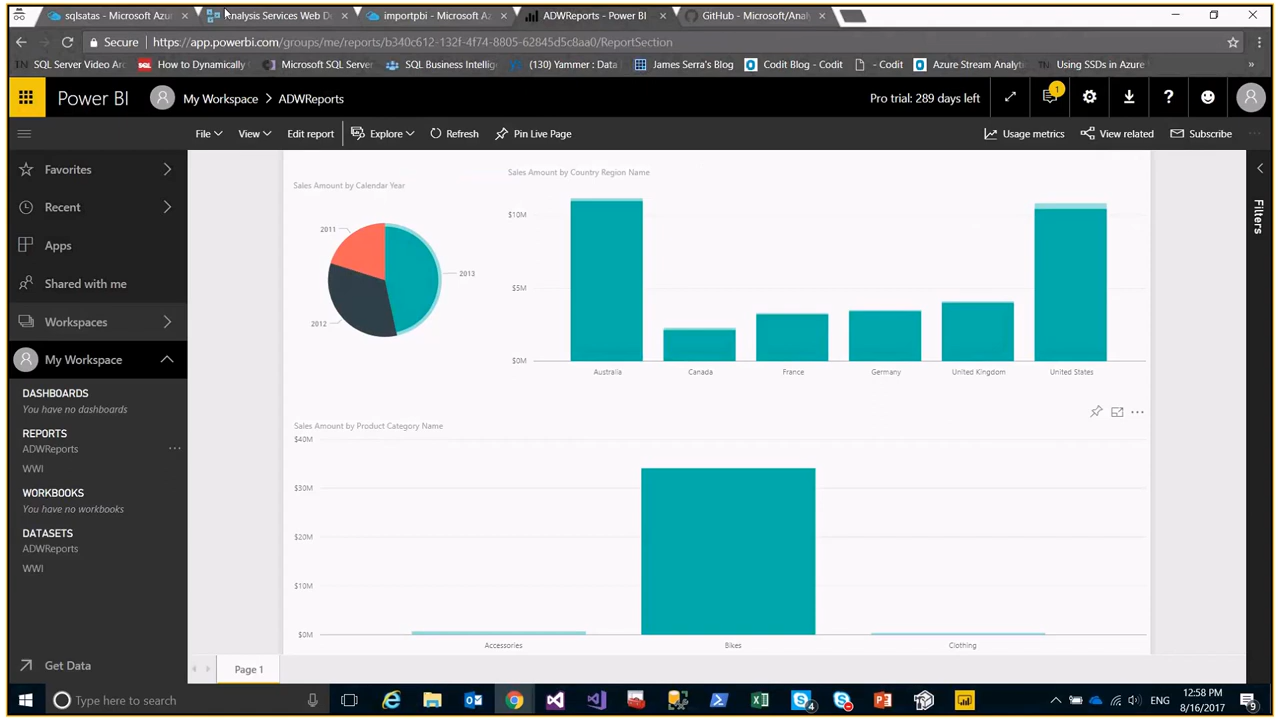 sqlsatas - Microsoft Azur
Analysis Services Web De
importpbi - Microsoft Az
ADWReports - Power BI
GitHub - Microsoft/Anal
Secure
https://app.powerbi.com/groups/me/reports/b340c612-132f-4f74-8805-62845d5c8aa0/ReportSection
SQL Server Video Arc
How to Dynamically
Microsoft SQL Server
SQL Business Intellig
(130) Yammer : Data
James Serra's Blog
Codit Blog - Codit
- Codit
Azure Stream Analyti
Using SSDs in Azure
»
Power BI
My Workspace > ADWReports
Pro trial: 289 days left
1
File
View
Edit report
Explore
Refresh
Pin Live Page
Usage metrics
View related
Subscribe
Favorites
Recent
Apps
Shared with me
Workspaces
My Workspace
DASHBOARDS
You have no dashboards
REPORTS
ADWReports
WWI
WORKBOOKS
You have no workbooks
DATASETS
ADWReports
WWI
Get Data
Sales Amount by Calendar Year
2011
2013
2012
Sales Amount by Country Region Name
$10M
$5M
$0M
Australia
Canada
France
Germany
United Kingdom
United States
Sales Amount by Product Category Name
$40M
$30M
$20M
$10M
$0M
Accessories
Bikes
Clothing
Filters
Page 1
Type here to search
4
ENG
12:58 PM
8/16/2017
9